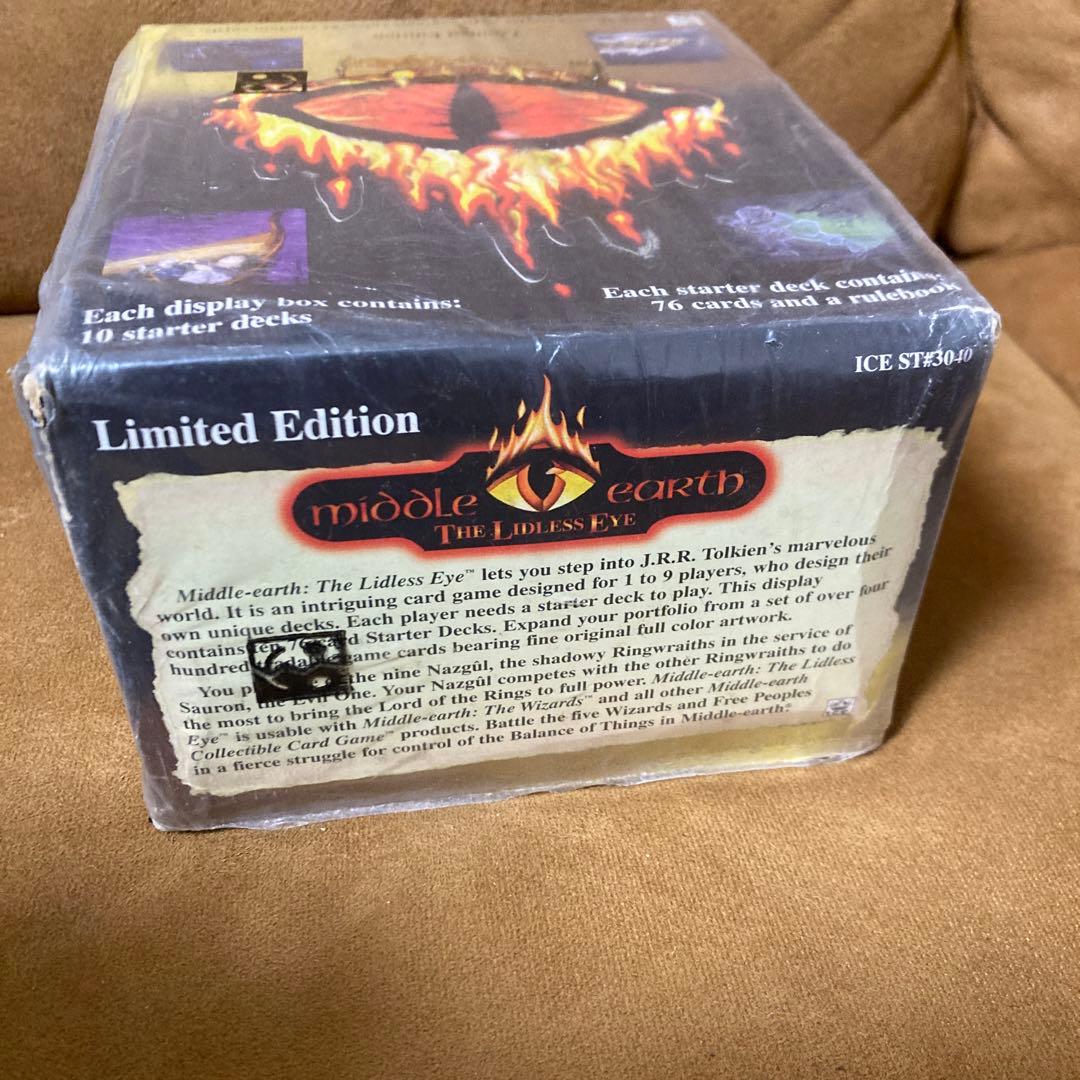 Limited Edition
Each display box contains:
10 starter decks
Each starter deck contains:
76 cards and a rulebook
ICE ST#3040
Limited Edition
middle earth
THE LIDLESS EYE
Middle-earth: The Lidless Eye™ lets you step into J.R.R. Tolkien's marvelous
world. It is an intriguing card game designed for 1 to 9 players, who design their
own unique decks. Each player needs a starter deck to play. This display
contains ten 76 card Starter Decks. Expand your portfolio from a set of over four
hundred game cards bearing fine original full color artwork.
You the nine Nazgûl, the shadowy Ringwraiths in the service of
Sauron, the Evil One. Your Nazgûl competes with the other Ringwraiths to do
the most to bring the Lord of the Rings to full power. Middle-earth: The Lidless
Eye™ is usable with Middle-earth: The Wizards™ and all other Middle-earth
Collectible Card Game™ products. Battle the five Wizards and Free Peoples
in a fierce struggle for control of the Balance of Things in Middle-earth®